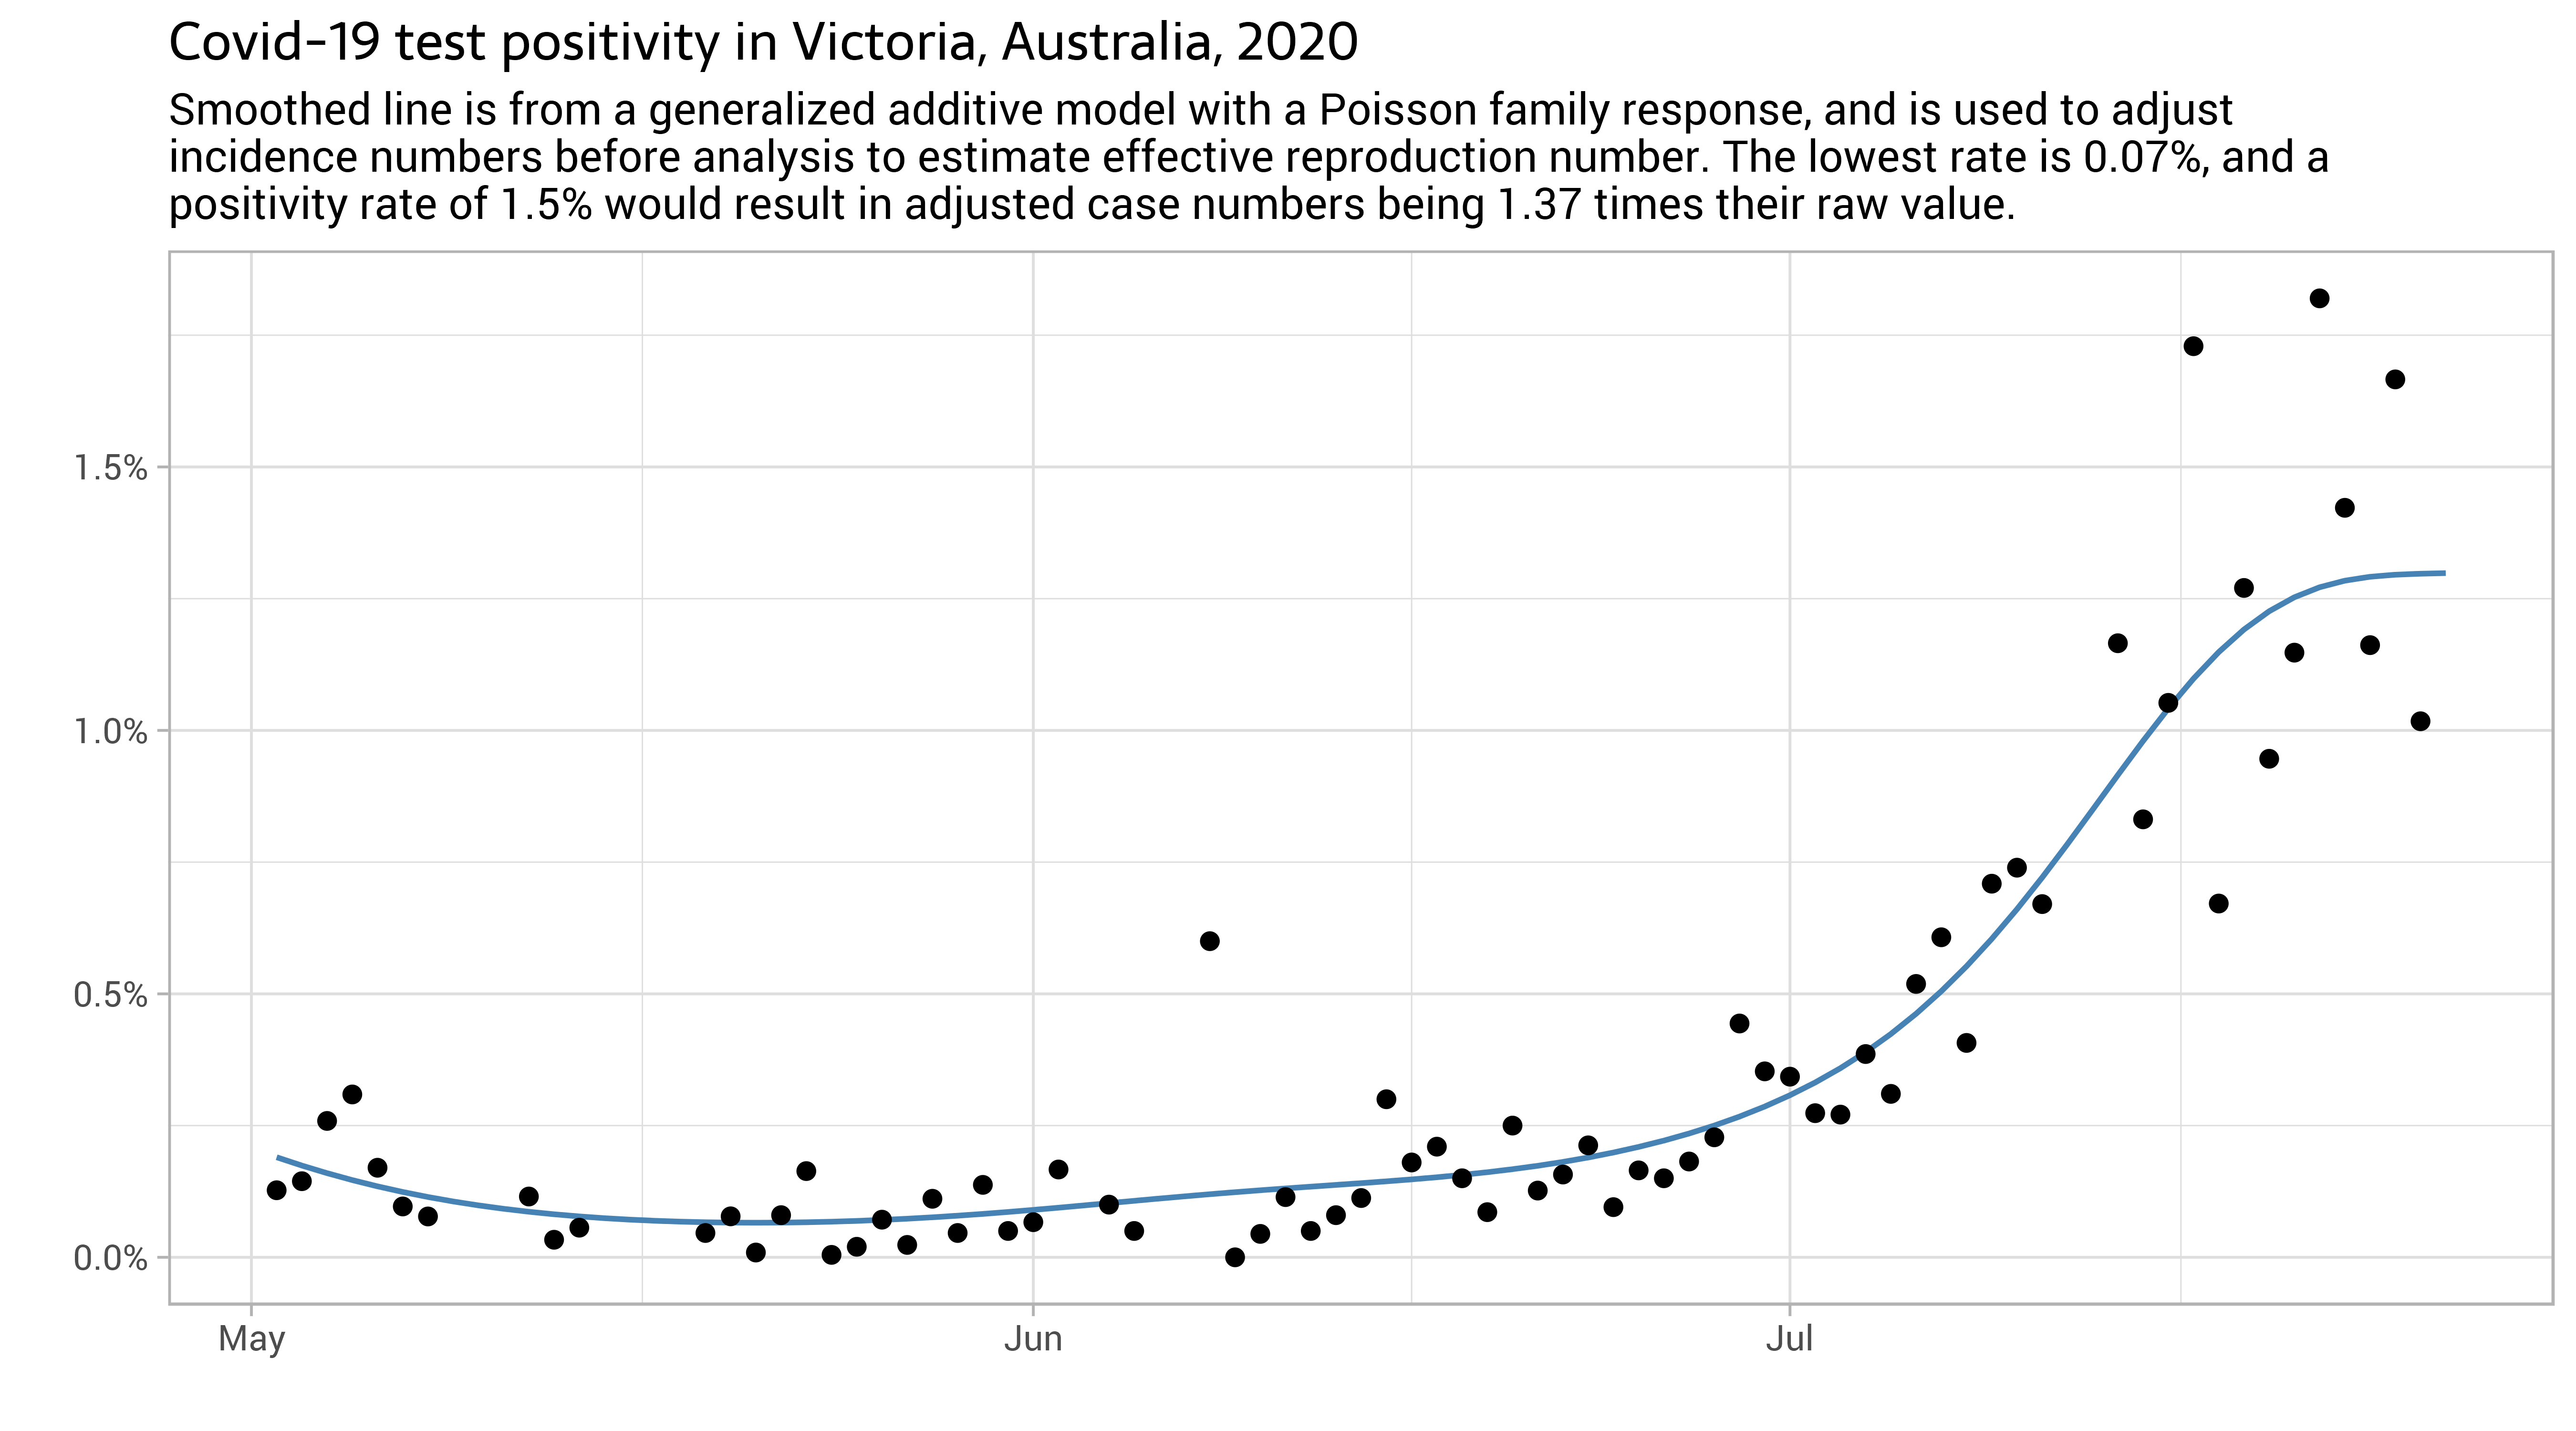 Covid-19 test positivity in Victoria, Australia, 2020
Smoothed line is from a generalized additive model with a Poisson family response, and is used to adjust
incidence numbers before analysis to estimate effective reproduction number. The lowest rate is 0.07%, and a
positivity rate of 1.5% would result in adjusted case numbers being 1.37 times their raw value.
1.5%
1.0%
0.5%
0.0%
May Jun Jul